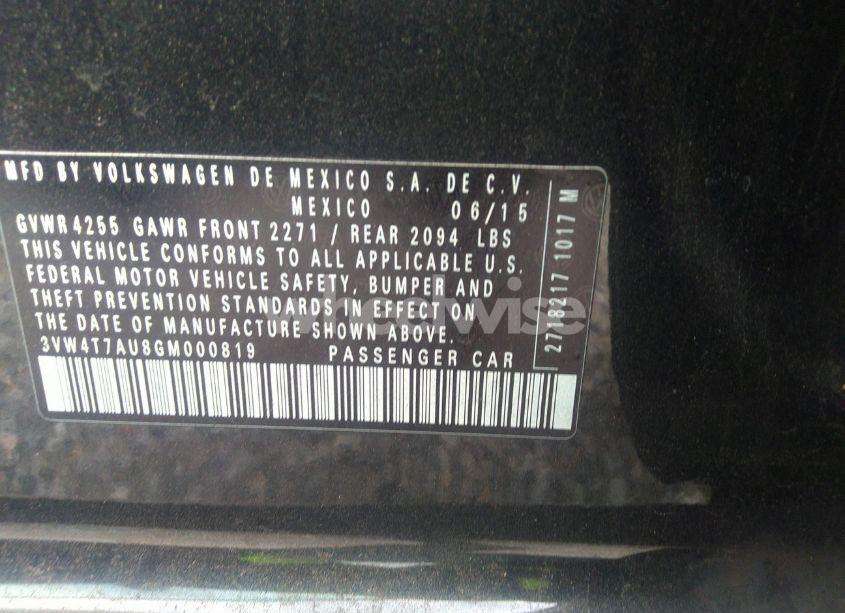 MFD BY VOLKSWAGEN DE MEXICO S.A. DE C.V.
MEXICO 06/15
GVWR 4255 GAWR FRONT 2271 / REAR 2094 LBS
THIS VEHICLE CONFORMS TO ALL APPLICABLE U.S.
FEDERAL MOTOR VEHICLE SAFETY, BUMPER AND
THEFT PREVENTION STANDARDS IN EFFECT ON
THE DATE OF MANUFACTURE SHOWN ABOVE.
3VW4T7AU8GM000819 PASSENGER CAR
2718217 1017 M
wheelwise